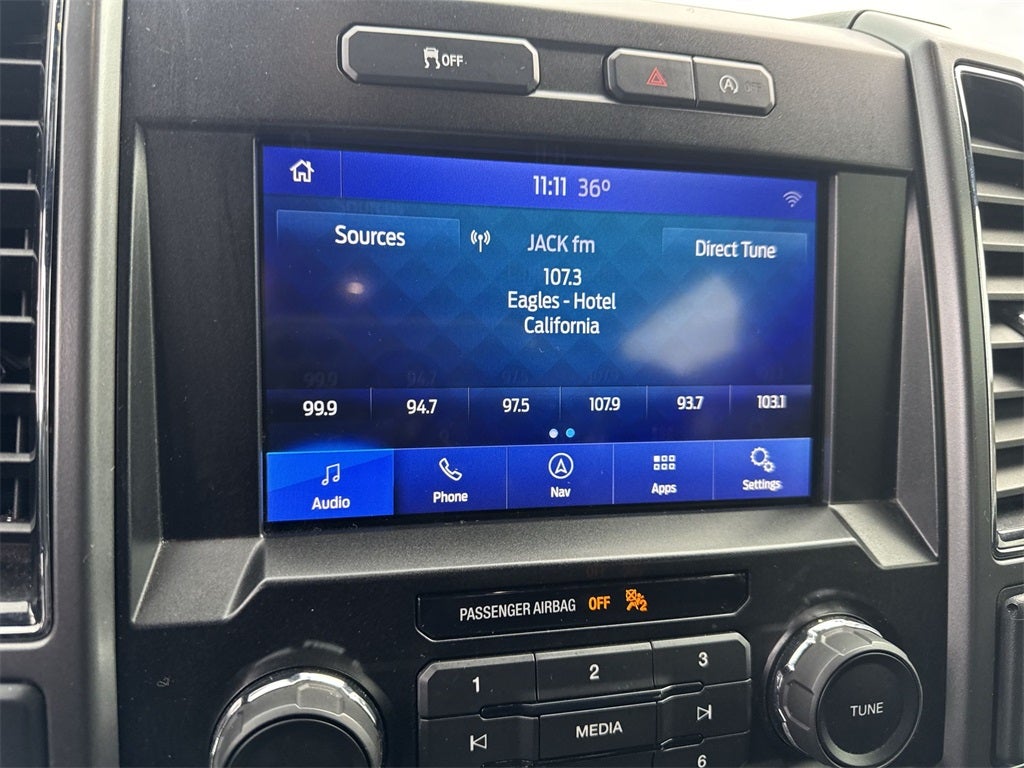 OFF
A OFF
11:11 36°
Sources
JACK fm
Direct Tune
107.3
Eagles - Hotel
California
99.9 94.7 97.5 107.9 93.7 103.1
Audio Phone Nav Apps Settings
PASSENGER AIRBAG OFF 2
1 2 3
MEDIA
6
TUNE